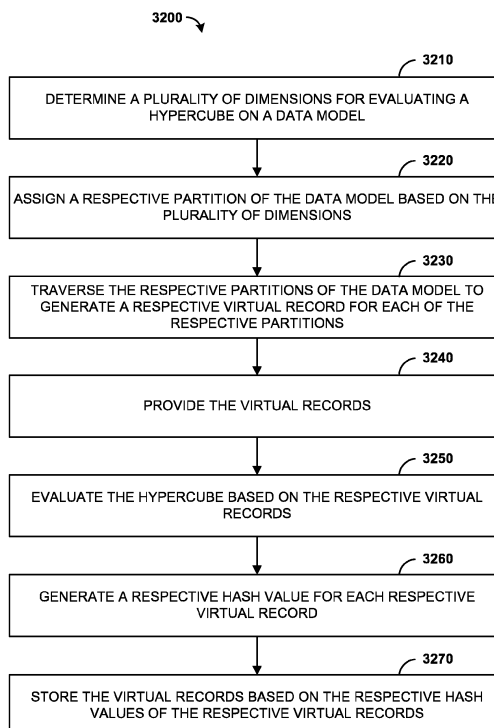 3200
3210
DETERMINE A PLURALITY OF DIMENSIONS FOR EVALUATING A
HYPERCUBE ON A DATA MODEL
3220
ASSIGN A RESPECTIVE PARTITION OF THE DATA MODEL BASED ON THE
PLURALITY OF DIMENSIONS
3230
TRAVERSE THE RESPECTIVE PARTITIONS OF THE DATA MODEL TO
GENERATE A RESPECTIVE VIRTUAL RECORD FOR EACH OF THE
RESPECTIVE PARTITIONS
3240
PROVIDE THE VIRTUAL RECORDS
3250
EVALUATE THE HYPERCUBE BASED ON THE RESPECTIVE VIRTUAL
RECORDS
3260
GENERATE A RESPECTIVE HASH VALUE FOR EACH RESPECTIVE
VIRTUAL RECORD
3270
STORE THE VIRTUAL RECORDS BASED ON THE RESPECTIVE HASH
VALUES OF THE RESPECTIVE VIRTUAL RECORDS